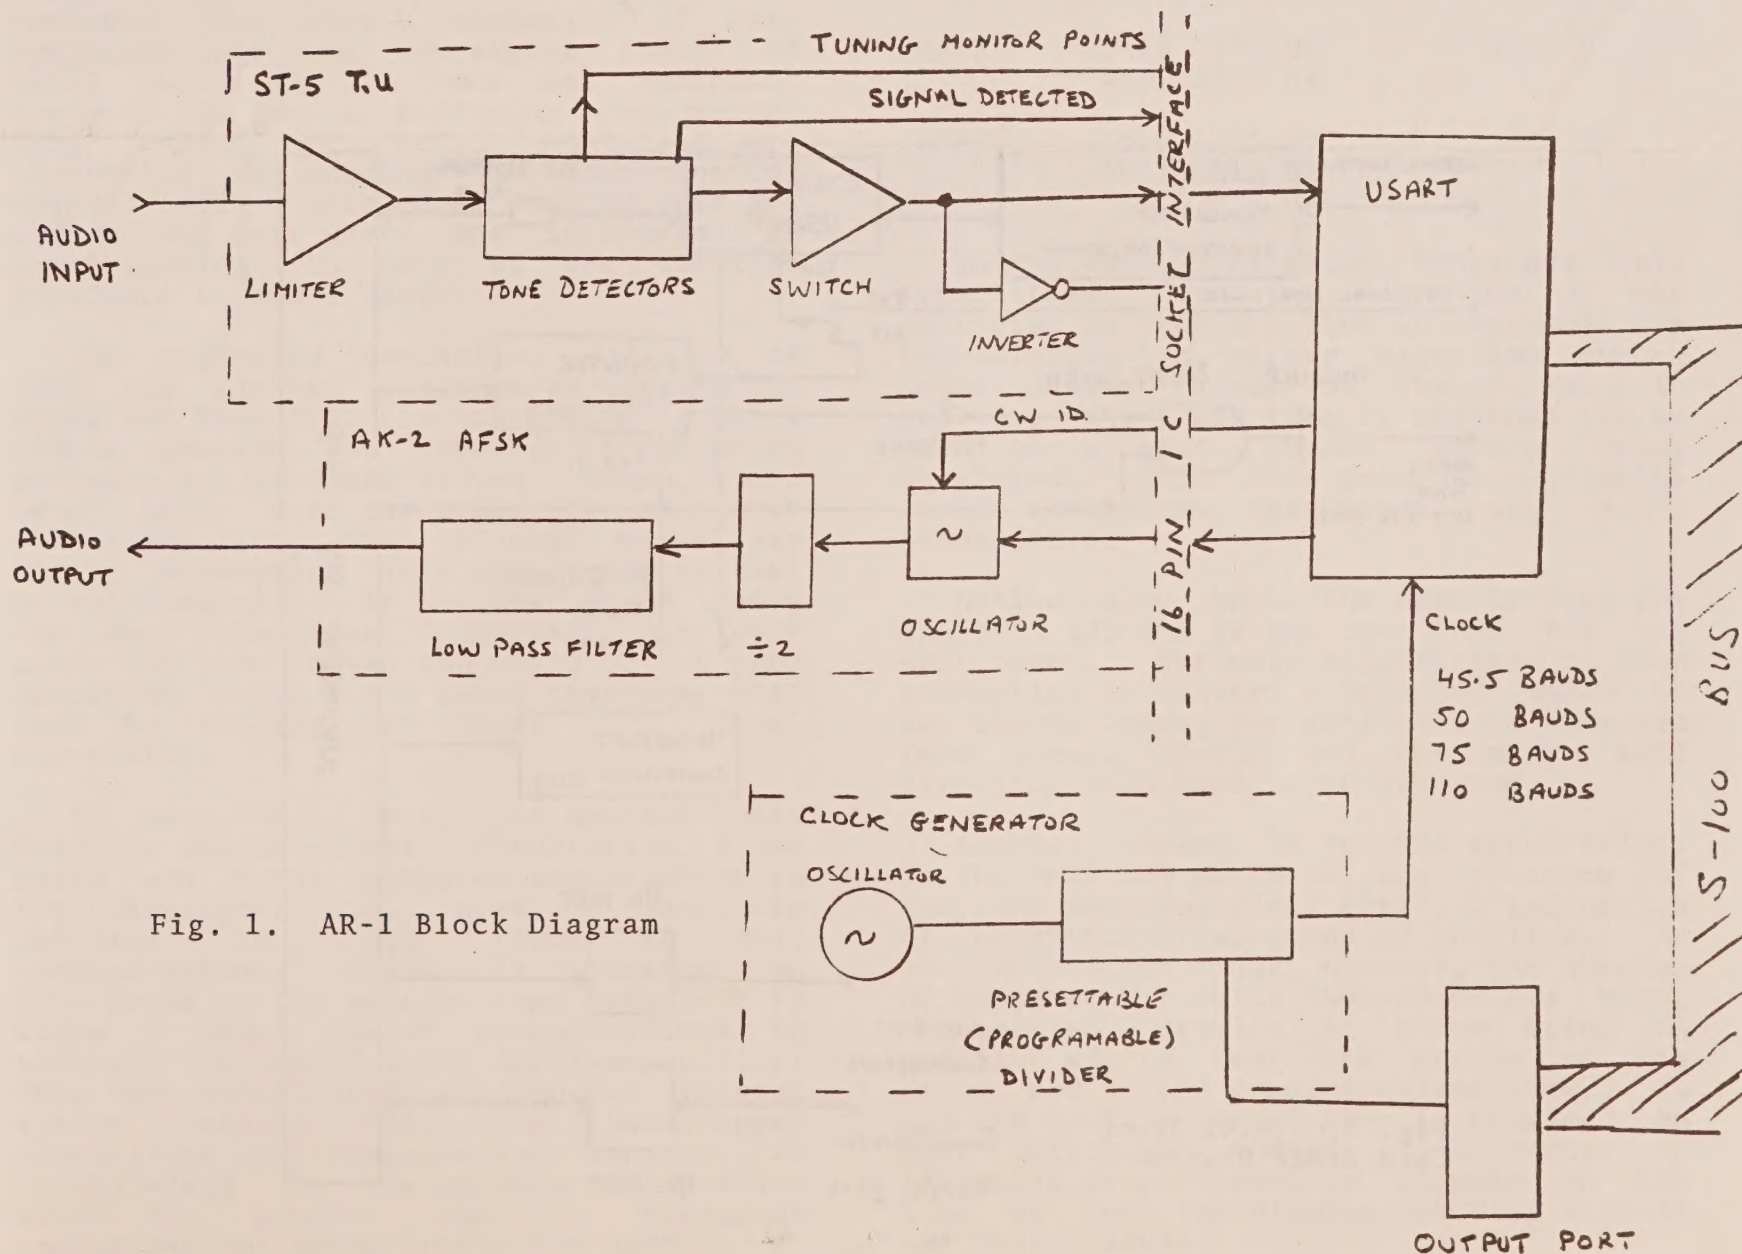 TUNING MONITOR POINTS
ST-5 T.U
SIGNAL DETECTED
AUDIO
INPUT
LIMITER
TONE DETECTORS
SWITCH
INVERTER
16 PIN IC SOCKET INTERFACE
USART
CW ID.
AK-2 AFSK
~
AUDIO
OUTPUT
LOW PASS FILTER
÷2
OSCILLATOR
CLOCK
45.5 BAUDS
50 BAUDS
75 BAUDS
110 BAUDS
S-100 BUS
CLOCK GENERATOR
OSCILLATOR
~
PRESETTABLE
(PROGRAMABLE)
DIVIDER
OUTPUT PORT
Fig. 1. AR-1 Block Diagram